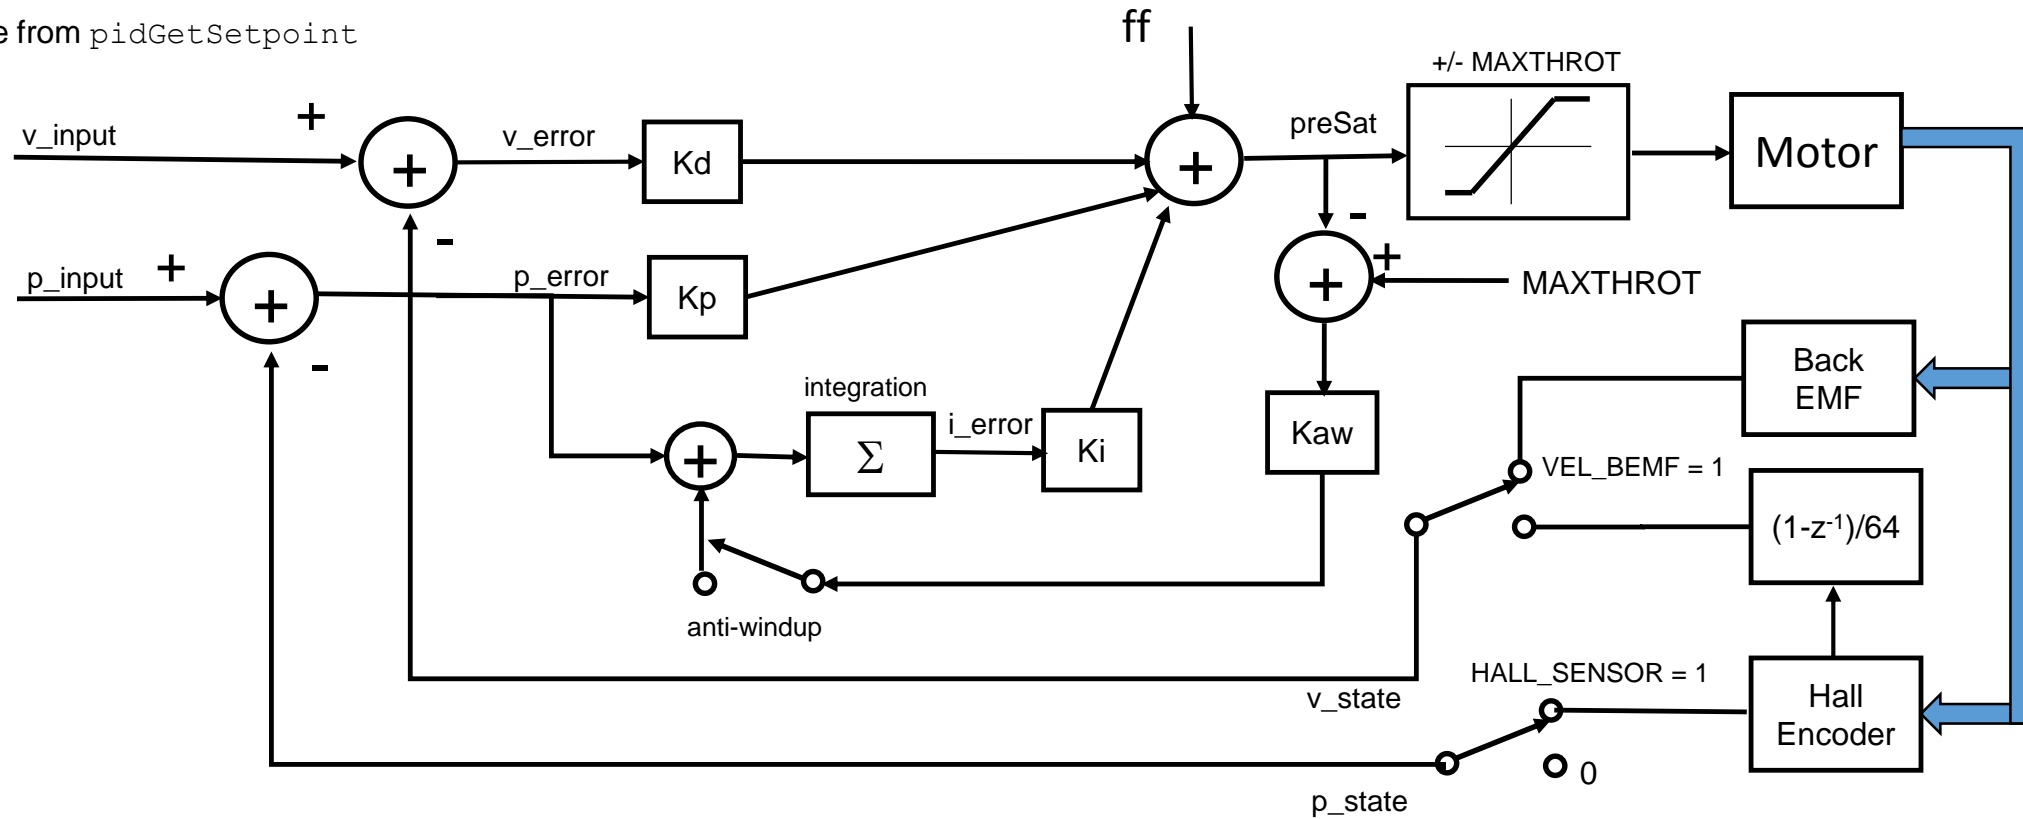 e from pidGetSetpoint
ff
+/- MAXTHROT
v_input
+
+
v_error
Kd
+
preSat
Motor
-
-
+
p_input
+
+
p_error
Kp
+
MAXTHROT
-
integration
Σ
i_error
Ki
+
Kaw
Back
EMF
VEL_BEMF = 1
(1-z⁻¹)/64
anti-windup
v_state
HALL_SENSOR = 1
Hall
Encoder
0
p_state